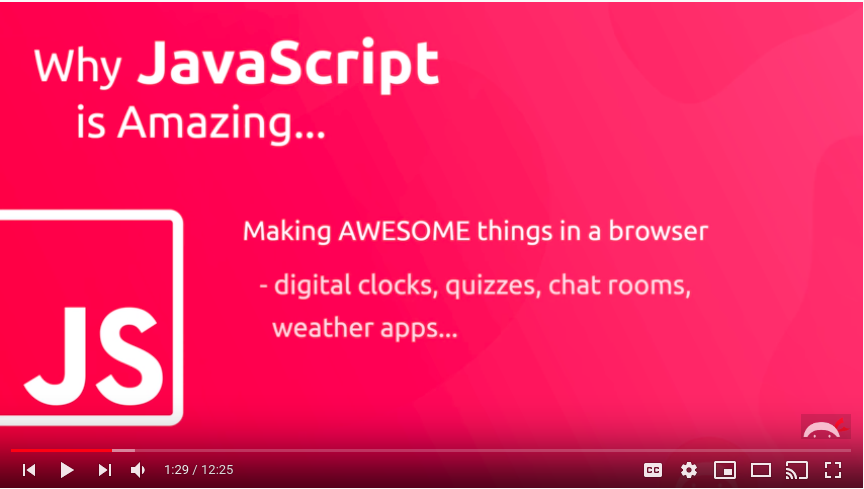 Why JavaScript
is Amazing...
Making AWESOME things in a browser
- digital clocks, quizzes, chat rooms,
weather apps...
JS
1:29 / 12:25
CC